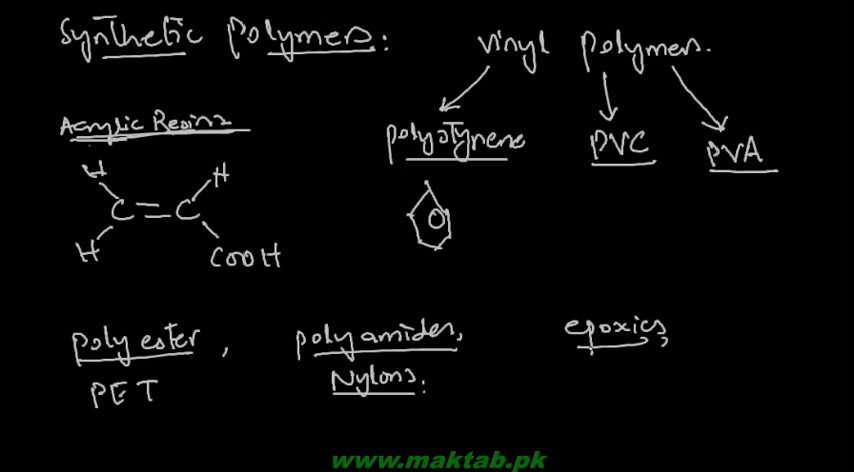 Synthetic Polymers:
Vinyl polymers.
Acrylic Resins
polystyrene
PVC
PVA
H
H
C=C
H
COOH
polyester,
polyamides,
epoxies,
PET
Nylons.
www.maktab.pk